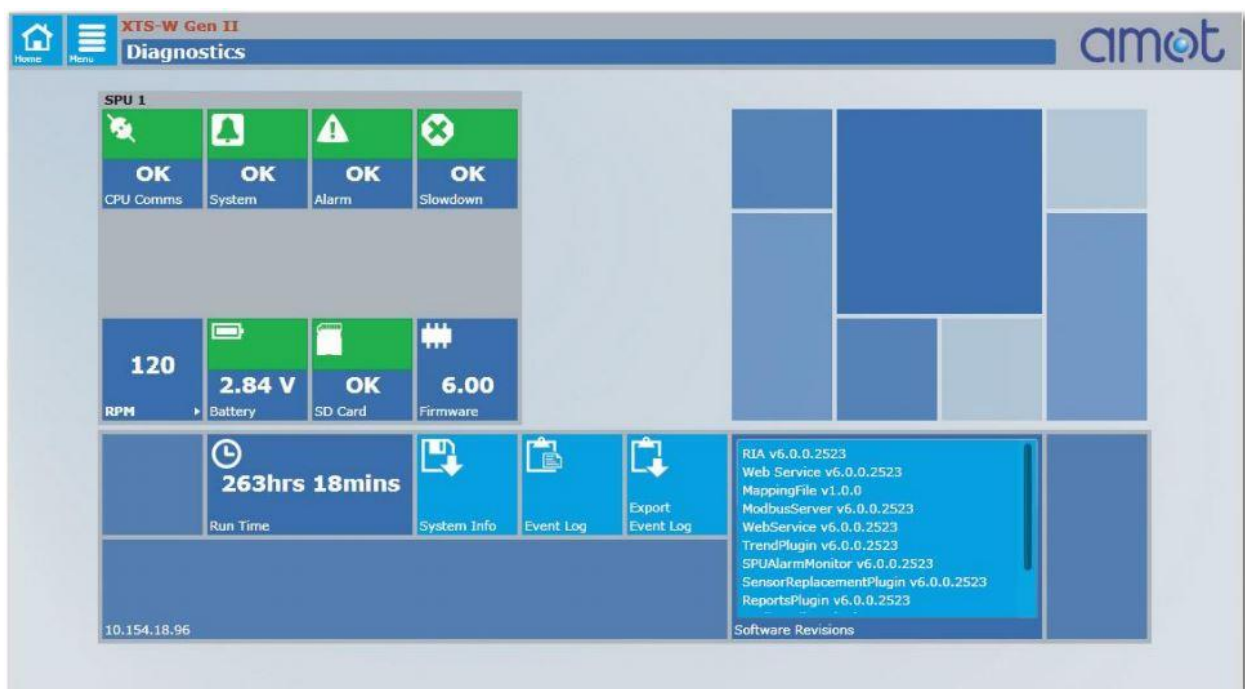 XTS-W Gen II
Home
Menu
Diagnostics
amot
SPU 1
OK
OK
OK
OK
CPU Comms
System
Alarm
Slowdown
120
2.84 V
OK
6.00
RPM
Battery
SD Card
Firmware
263hrs 18mins
Run Time
System Info
Event Log
Export
Event Log
RIA v6.0.0.2523
Web Service v6.0.0.2523
MappingFile v1.0.0
ModbusServer v6.0.0.2523
WebService v6.0.0.2523
TrendPlugin v6.0.0.2523
SPUAlarmMonitor v6.0.0.2523
SensorReplacementPlugin v6.0.0.2523
ReportsPlugin v6.0.0.2523
Software Revisions
10.154.18.96